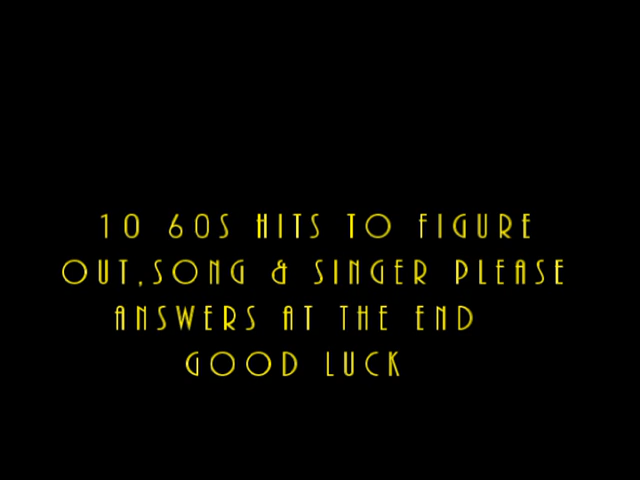 10 60S HITS TO FIGURE
OUT,SONG & SINGER PLEASE
ANSWERS AT THE END
GOOD LUCK